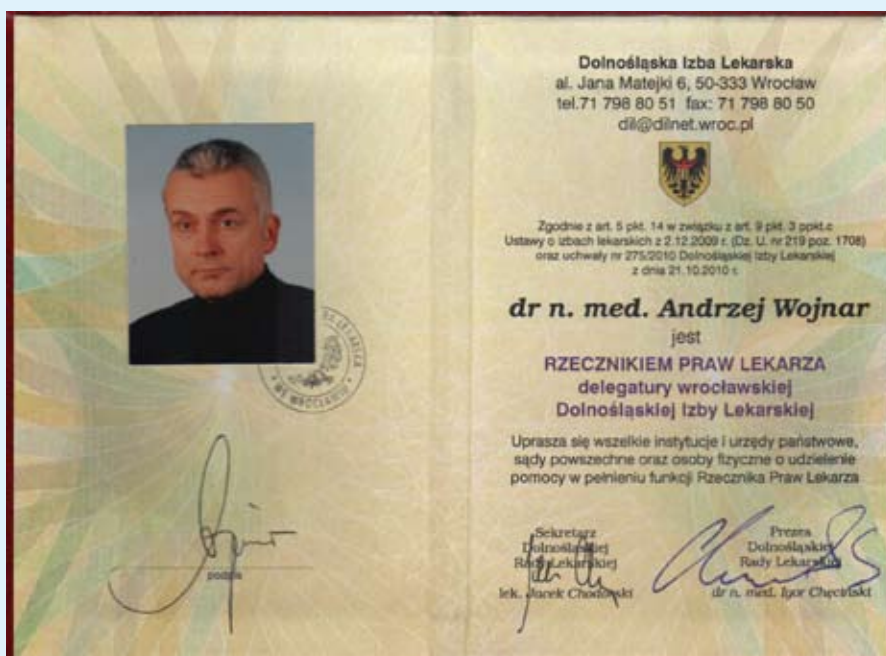 BA LEKARSKA
* WE WROCŁAWIU *
podpis
Dolnośląska Izba Lekarska
al. Jana Matejki 6, 50-333 Wrocław
tel.71 798 80 51 fax: 71 798 80 50
dil@dilnet.wroc.pl
Zgodnie z art. 5 pkt. 14 w związku z art. 9 pkt. 3 ppkt.c
Ustawy o izbach lekarskich z 2.12.2009 r. (Dz. U. nr 219 poz. 1708)
oraz uchwały nr 275/2010 Dolnośląskiej Izby Lekarskiej
z dnia 21.10.2010 r.
dr n. med. Andrzej Wojnar
jest
RZECZNIKIEM PRAW LEKARZA
delegatury wrocławskiej
Dolnośląskiej Izby Lekarskiej
Uprasza się wszelkie instytucje i urzędy państwowe,
sądy powszechne oraz osoby fizyczne o udzielenie
pomocy w pełnieniu funkcji Rzecznika Praw Lekarza
Sekretarz
Dolnośląskiej
Rady Lekarskiej
lek. Jacek Chodorski
Prezes
Dolnośląskiej
Rady Lekarskiej
dr n. med. Igor Chęciński